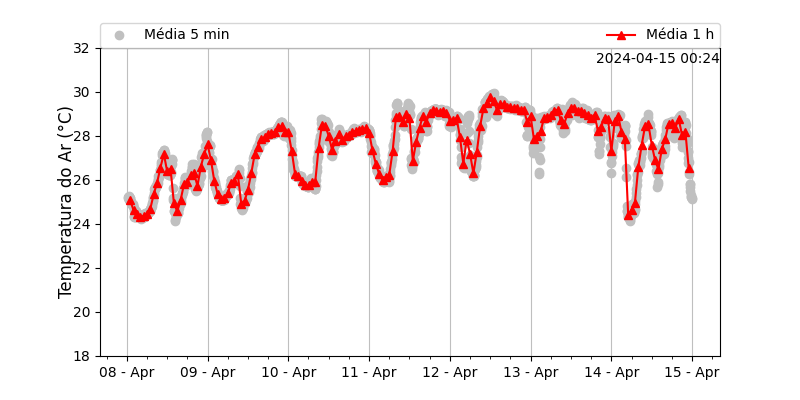 Média 5 min
Média 1 h
2024-04-15 00:24
Temperatura do Ar (°C)
32
30
28
26
24
22
20
18
08 - Apr
09 - Apr
10 - Apr
11 - Apr
12 - Apr
13 - Apr
14 - Apr
15 - Apr